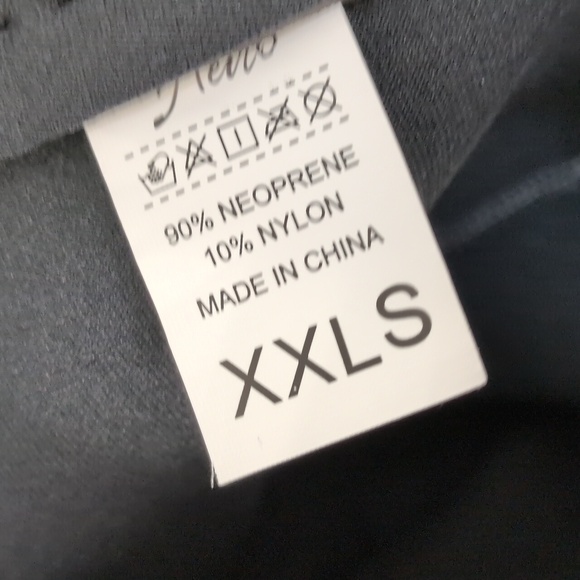 90% NEOPRENE
10% NYLON
MADE IN CHINA
XXLS